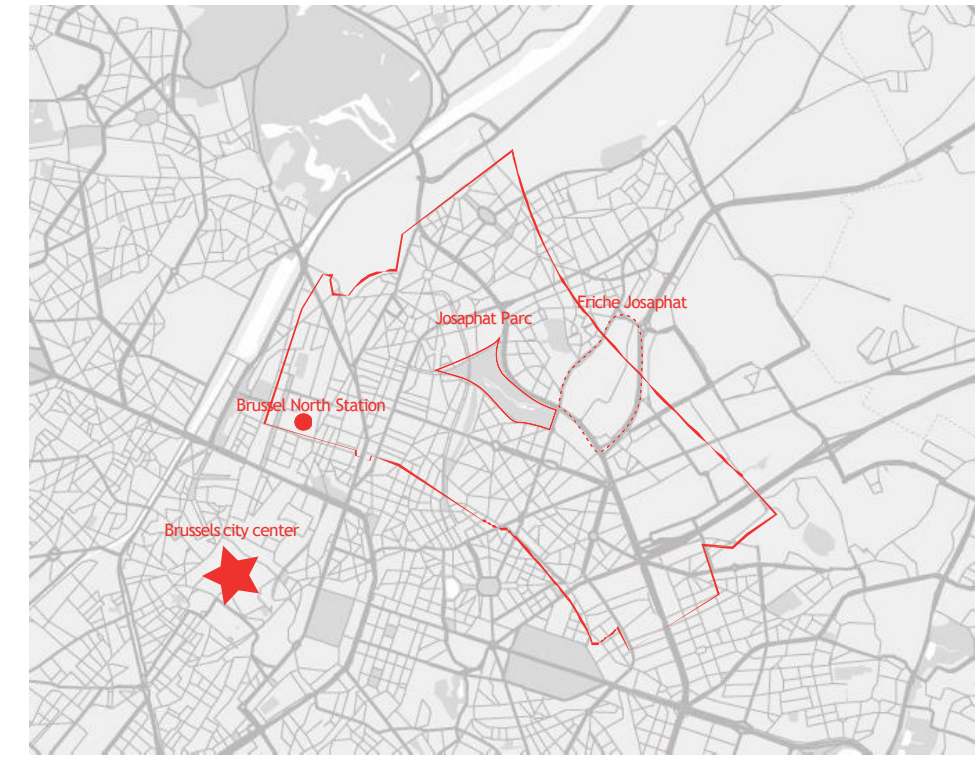 Friche Josaphat
Josaphat Parc
Brussel North Station
Brussels city center